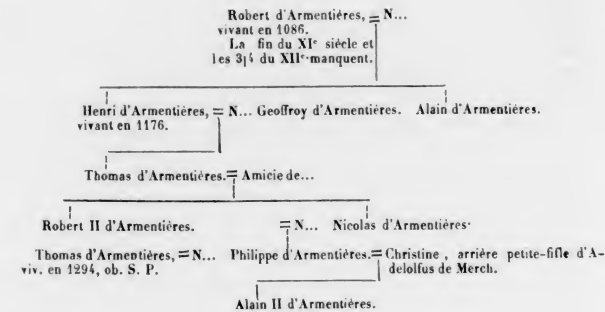 Robert d'Armentières, = N...
vivant en 1086.
La fin du XIe siècle et
les 3|4 du XIIe manquent.
Henri d'Armentières, = N... Geoffroy d'Armentières. Alain d'Armentières.
vivant en 1176.
Thomas d'Armentières. = Amicie de...
Robert II d'Armentières. = N... Nicolas d'Armentières.
Thomas d'Armentières, = N... Philippe d'Armentières. = Christine, arrière petite-fille d'A-
viv. en 1294, ob. S. P. delolfus de Merch.
Alain II d'Armentières.